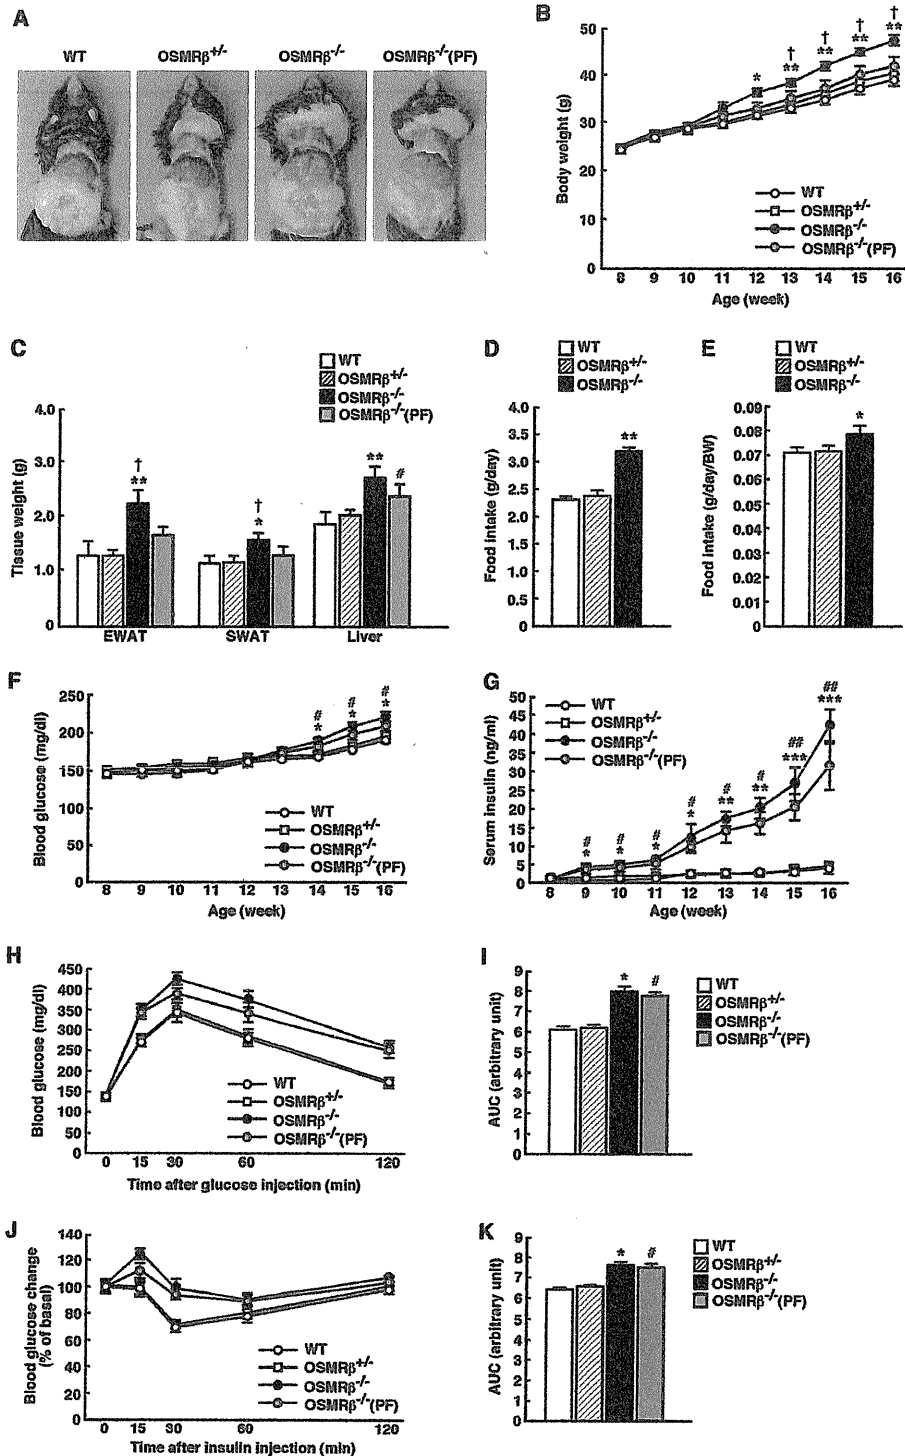 A
WT OSMRβ+/- OSMRβ-/- OSMRβ-/-(PF)
B
Body weight (g)
50
40
30
20
10
0
†
** 
†
**
†
**
†
**
*
WT
OSMRβ+/-
OSMRβ-/-
OSMRβ-/-(PF)
8 9 10 11 12 13 14 15 16
Age (week)
C
WT
OSMRβ+/-
OSMRβ-/-
OSMRβ-/-(PF)
Tissue weight (g)
4.0
3.0
2.0
1.0
0
†
**
†
*
**
#
EWAT SWAT Liver
D
WT
OSMRβ+/-
OSMRβ-/-
Food intake (g/day)
4.0
3.5
3.0
2.5
2.0
1.5
1.0
0.5
0
**
E
WT
OSMRβ+/-
OSMRβ-/-
Food intake (g/day/BW)
0.09
0.08
0.07
0.06
0.05
0.04
0.03
0.02
0.01
0
*
F
Blood glucose (mg/dl)
250
200
150
100
50
0
# # #
* * *
WT
OSMRβ+/-
OSMRβ-/-
OSMRβ-/-(PF)
8 9 10 11 12 13 14 15 16
Age (week)
G
Serum insulin (ng/ml)
50
45
40
35
30
25
20
15
10
5
0
WT
OSMRβ+/-
OSMRβ-/-
OSMRβ-/-(PF)
# # # # # # ## ##
* * * * ** ** *** ***
8 9 10 11 12 13 14 15 16
Age (week)
H
Blood glucose (mg/dl)
450
400
350
300
250
200
150
100
50
0
WT
OSMRβ+/-
OSMRβ-/-
OSMRβ-/-(PF)
0 15 30 60 120
Time after glucose injection (min)
I
AUC (arbitrary unit)
9
8
7
6
5
4
3
2
1
0
* #
WT
OSMRβ+/-
OSMRβ-/-
OSMRβ-/-(PF)
J
Blood glucose change
(% of basal)
140
120
100
80
60
40
20
0
WT
OSMRβ+/-
OSMRβ-/-
OSMRβ-/-(PF)
0 15 30 60 120
Time after insulin injection (min)
K
AUC (arbitrary unit)
9
8
7
6
5
4
3
2
1
0
* #
WT
OSMRβ+/-
OSMRβ-/-
OSMRβ-/-(PF)